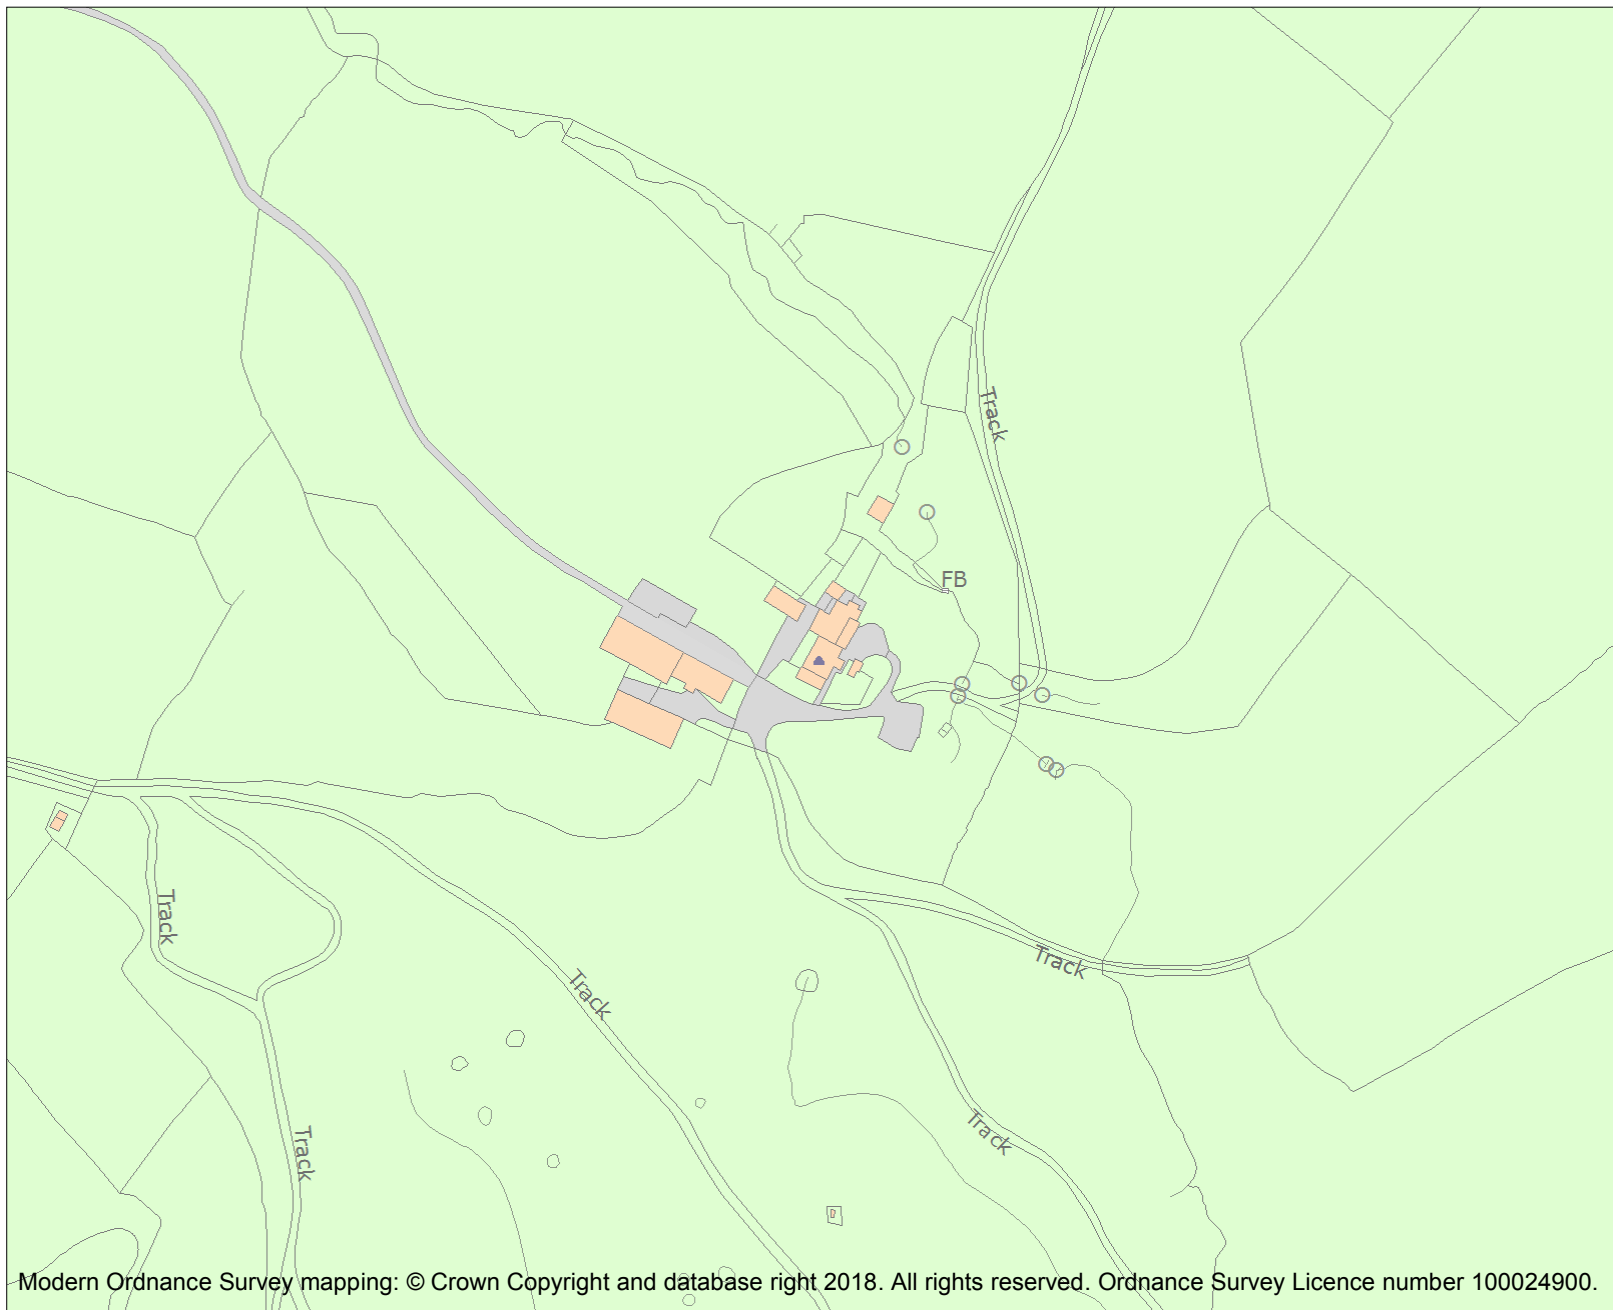 Track
FB
Track
Track
Track
Track
Track
Modern Ordnance Survey mapping: © Crown Copyright and database right 2018. All rights reserved. Ordnance Survey Licence number 100024900.